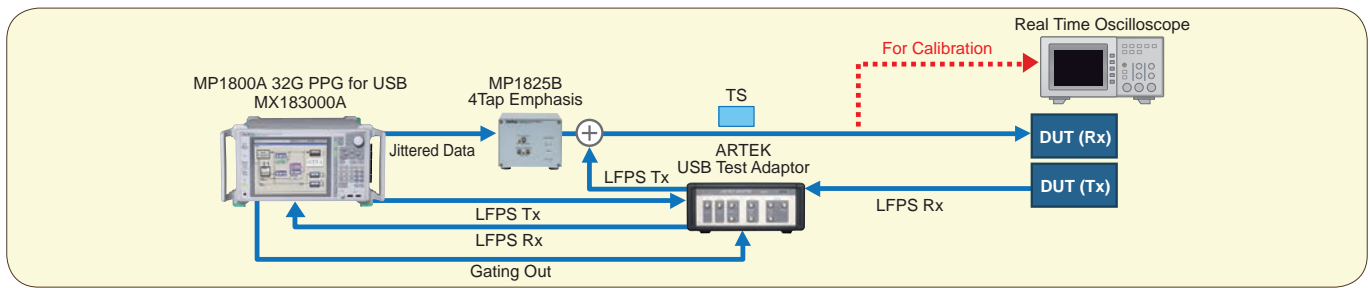 Real Time Oscilloscope
For Calibration
MP1800A 32G PPG for USB
MX183000A
MP1825B
4Tap Emphasis
TS
Jittered Data
DUT (Rx)
ARTEK
USB Test Adaptor
LFPS Tx
DUT (Tx)
LFPS Tx
LFPS Rx
LFPS Rx
Gating Out